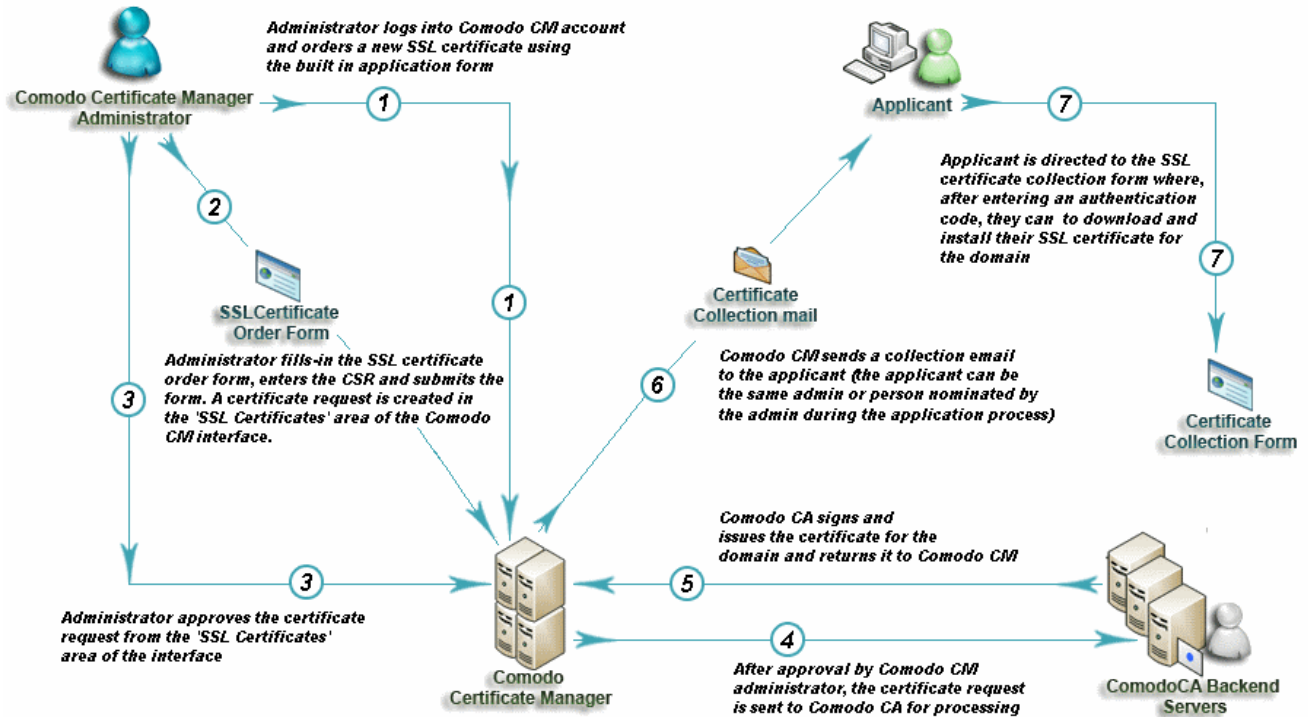 Administrator logs into Comodo CM account
and orders a new SSL certificate using
the built in application form
Comodo Certificate Manager
Administrator
1
Applicant
7
Applicant is directed to the SSL
certificate collection form where,
after entering an authentication
code, they can to download and
install their SSL certificate for
the domain
2
7
SSLCertificate
Order Form
1
Certificate
Collection mail
Administrator fills-in the SSL certificate
order form, enters the CSR and submits the
form. A certificate request is created in
the 'SSL Certificates' area of the Comodo
CM interface.
3
6
Comodo CM sends a collection email
to the applicant (the applicant can be
the same admin or person nominated by
the admin during the application process)
Certificate
Collection Form
Comodo CA signs and
issues the certificate for the
domain and returns it to Comodo CM
3
5
Administrator approves the certificate
request from the 'SSL Certificates'
area of the interface
4
Comodo
Certificate Manager
After approval by Comodo CM
administrator, the certificate request
is sent to Comodo CA for processing
ComodoCA Backend
Servers